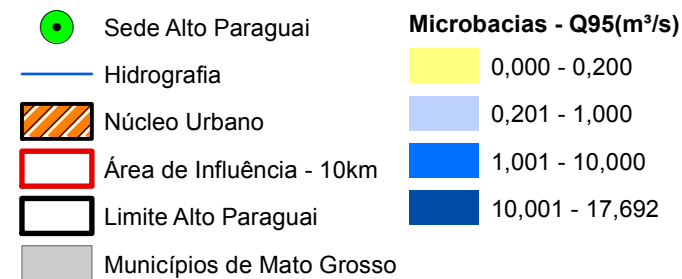 Sede Alto Paraguai
Hidrografia
Núcleo Urbano
Área de Influência - 10km
Limite Alto Paraguai
Municípios de Mato Grosso
Microbacias - Q95(m³/s)
0,000 - 0,200
0,201 - 1,000
1,001 - 10,000
10,001 - 17,692